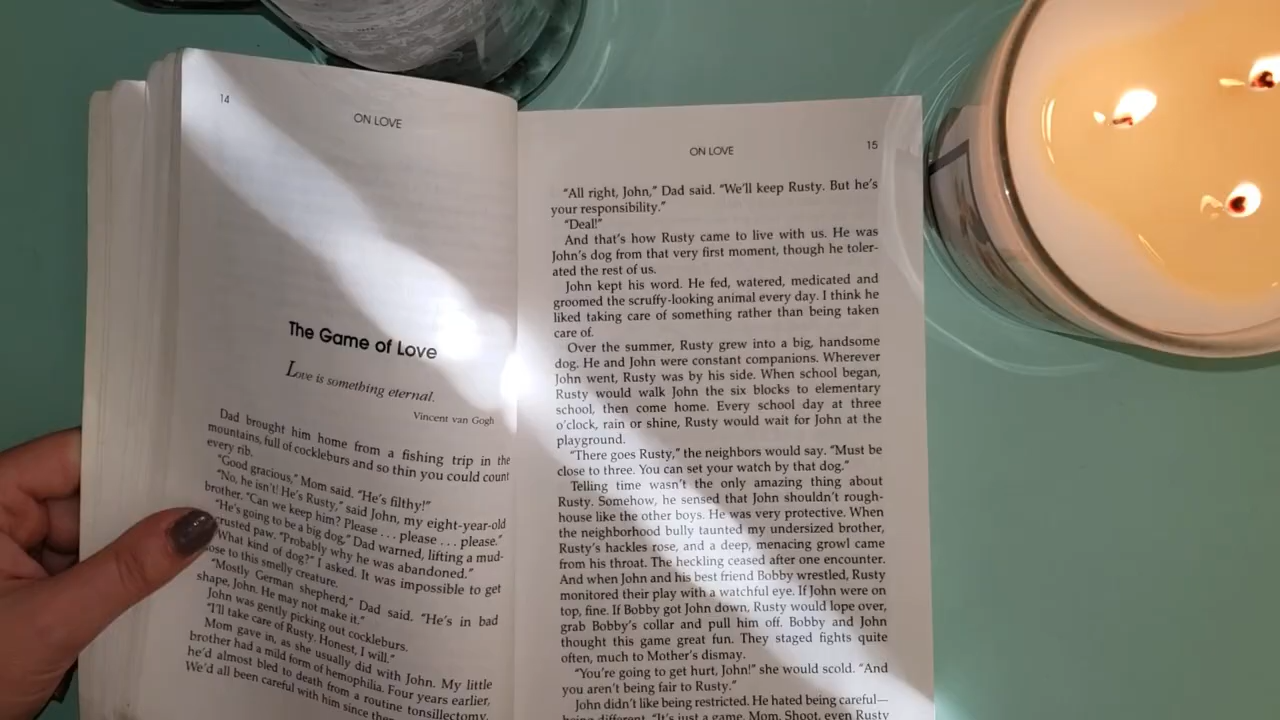 14
ON LOVE
The Game of Love
Love is something eternal.
Vincent van Gogh
Dad brought him home from a fishing trip in the
mountains, full of cockleburs and so thin you could count
every rib.
"Good gracious," Mom said. "He's filthy!"
"No, he isn't! He's Rusty," said John, my eight-year-old
brother. "Can we keep him? Please . . . please . . . please."
"He's going to be a big dog," Dad warned, lifting a mud-
crusted paw. "Probably why he was abandoned."
"What kind of dog?" I asked. It was impossible to get
close to this smelly creature.
"Mostly German shepherd," Dad said. "He's in bad
shape, John. He may not make it."
John was gently picking out cockleburs.
"I'll take care of Rusty. Honest, I will."
Mom gave in, as she usually did with John. My little
brother had a mild form of hemophilia. Four years earlier,
he'd almost bled to death from a routine tonsillectomy.
We'd all been careful with him since then
ON LOVE
15
"All right, John," Dad said. "We'll keep Rusty. But he's
your responsibility."
"Deal!"
And that's how Rusty came to live with us. He was
John's dog from that very first moment, though he toler-
ated the rest of us.
John kept his word. He fed, watered, medicated and
groomed the scruffy-looking animal every day. I think he
liked taking care of something rather than being taken
care of.
Over the summer, Rusty grew into a big, handsome
dog. He and John were constant companions. Wherever
John went, Rusty was by his side. When school began,
Rusty would walk John the six blocks to elementary
school, then come home. Every school day at three
o'clock, rain or shine, Rusty would wait for John at the
playground.
"There goes Rusty," the neighbors would say. "Must be
close to three. You can set your watch by that dog."
Telling time wasn't the only amazing thing about
Rusty. Somehow, he sensed that John shouldn't rough-
house like the other boys. He was very protective. When
the neighborhood bully taunted my undersized brother,
Rusty's hackles rose, and a deep, menacing growl came
from his throat. The heckling ceased after one encounter.
And when John and his best friend Bobby wrestled, Rusty
monitored their play with a watchful eye. If John were on
top, fine. If Bobby got John down, Rusty would lope over,
grab Bobby's collar and pull him off. Bobby and John
thought this game great fun. They staged fights quite
often, much to Mother's dismay.
"You're going to get hurt, John!" she would scold. "And
you aren't being fair to Rusty."
John didn't like being restricted. He hated being careful—
being different. "It's just a game, Mom. Shoot, even Rusty